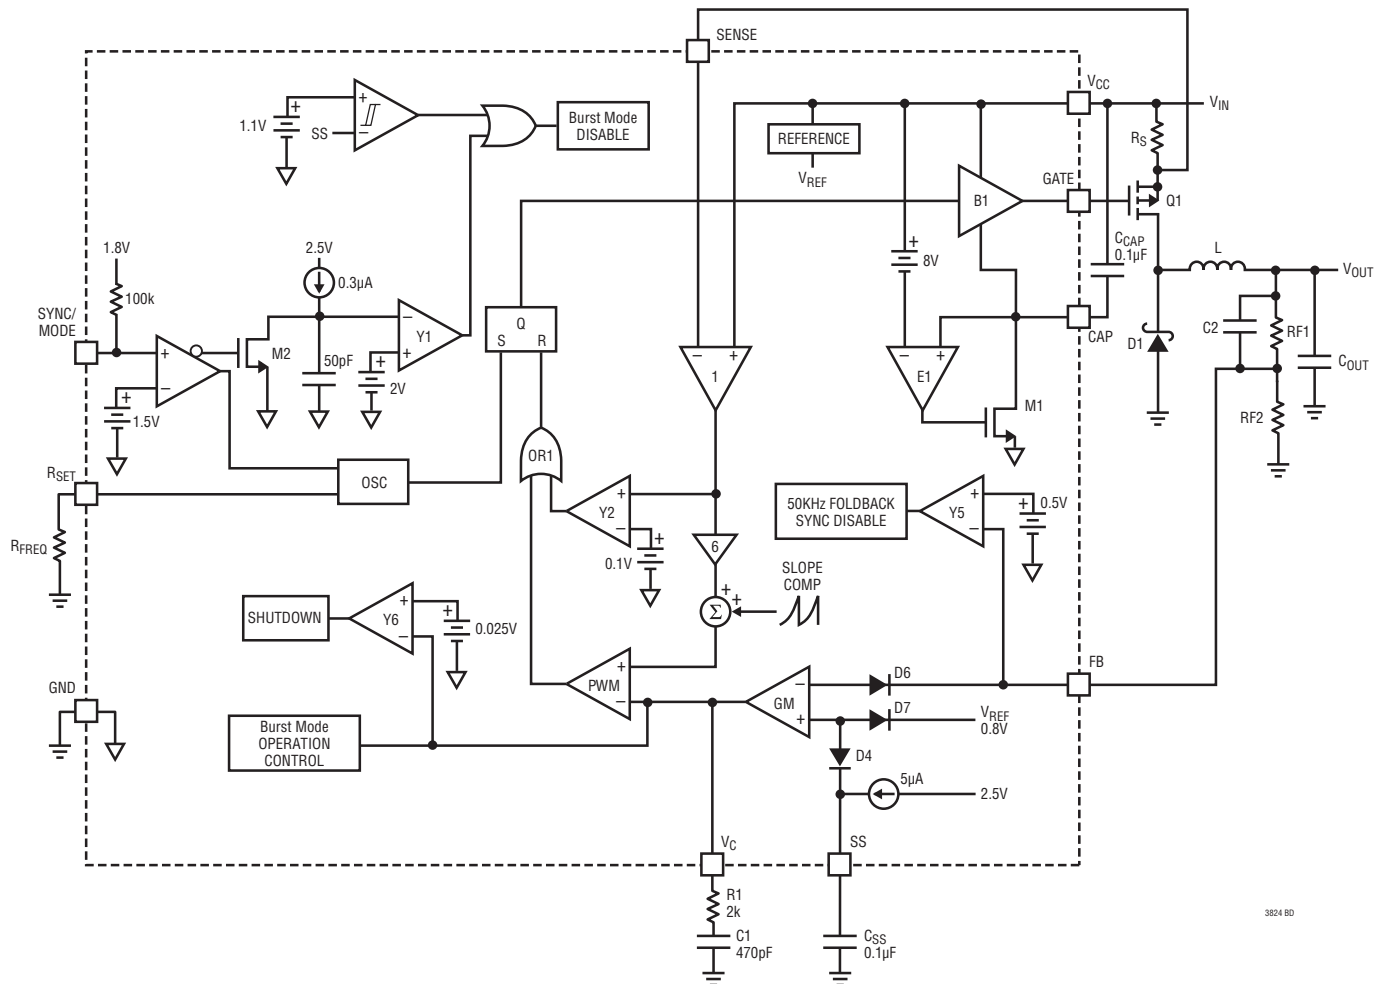 SENSE
VCC
VIN
+
1.1V
+
SS
−
Burst Mode
DISABLE
REFERENCE
VREF
RS
GATE
B1
Q1
1.8V
2.5V
0.3µA
100k
SYNC/
MODE
+
−
+
1.5V
M2
50pF
−
Y1
+
+
2V
Q
S R
− +
1
+
8V
CCAP
0.1µF
CAP
− +
E1
M1
L
VOUT
C2
RF1
D1
COUT
RF2
RSET
OSC
OR1
RFREQ
+
Y2
−
+
0.1V
6
50KHz FOLDBACK
SYNC DISABLE
+
Y5
−
+
0.5V
SLOPE
COMP
+
+
Σ
SHUTDOWN
+
Y6
−
+
0.025V
GND
+
PWM
−
−
GM
+
D6
FB
D7
VREF
0.8V
Burst Mode
OPERATION
CONTROL
D4
5µA
2.5V
VC
SS
R1
2k
C1
470pF
CSS
0.1µF
3824 BD